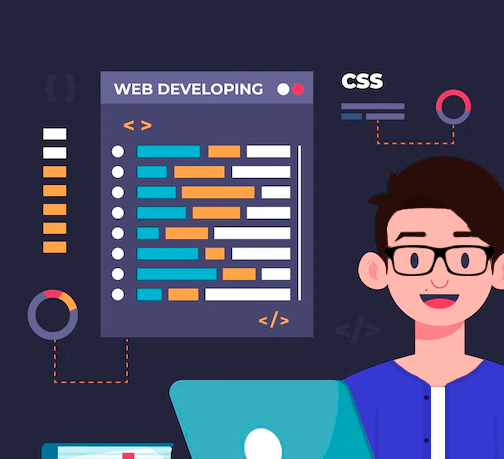 WEB DEVELOPING
CSS
{ }
< >
</>
</>